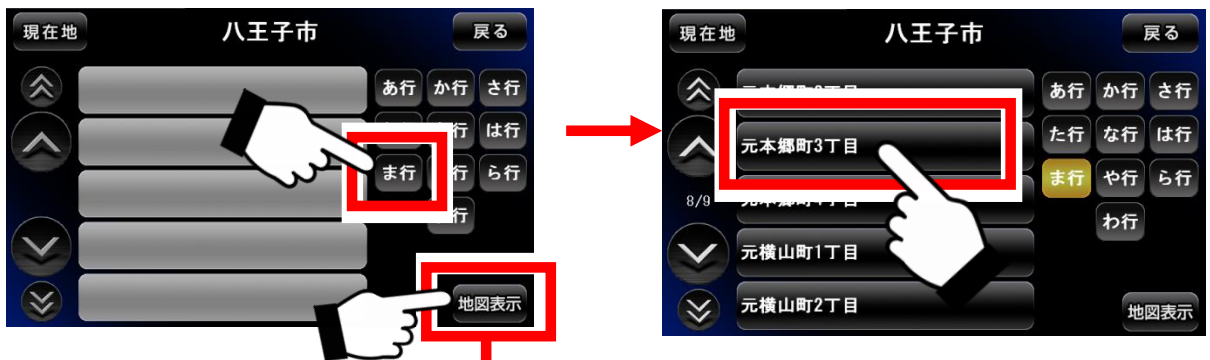 現在地 八王子市 戻る
あ行 か行 さ行
行 は行
ま行 行 ら行
行
地図表示
現在地 八王子市 戻る
あ行 か行 さ行
元本郷町3丁目 た行 な行 は行
ま行 や行 ら行
8/9
わ行
元横山町1丁目
元横山町2丁目 地図表示